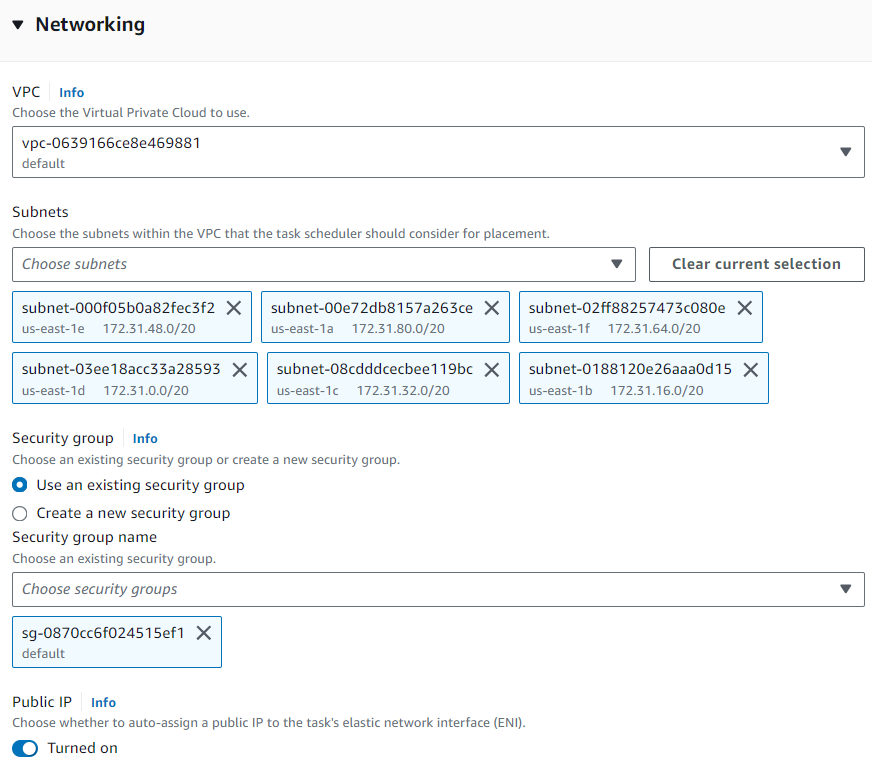 Networking
VPC Info
Choose the Virtual Private Cloud to use.
vpc-0639166ce8e469881
default
Subnets
Choose the subnets within the VPC that the task scheduler should consider for placement.
Choose subnets Clear current selection
subnet-000f05b0a82fec3f2 subnet-00e72db8157a263ce subnet-02ff88257473c080e
us-east-1e 172.31.48.0/20 us-east-1a 172.31.80.0/20 us-east-1f 172.31.64.0/20
subnet-03ee18acc33a28593 subnet-08cdddcecbee119bc subnet-0188120e26aaa0d15
us-east-1d 172.31.0.0/20 us-east-1c 172.31.32.0/20 us-east-1b 172.31.16.0/20
Security group Info
Choose an existing security group or create a new security group.
Use an existing security group
Create a new security group
Security group name
Choose an existing security group.
Choose security groups
sg-0870cc6f024515ef1
default
Public IP Info
Choose whether to auto-assign a public IP to the task's elastic network interface (ENI).
Turned on